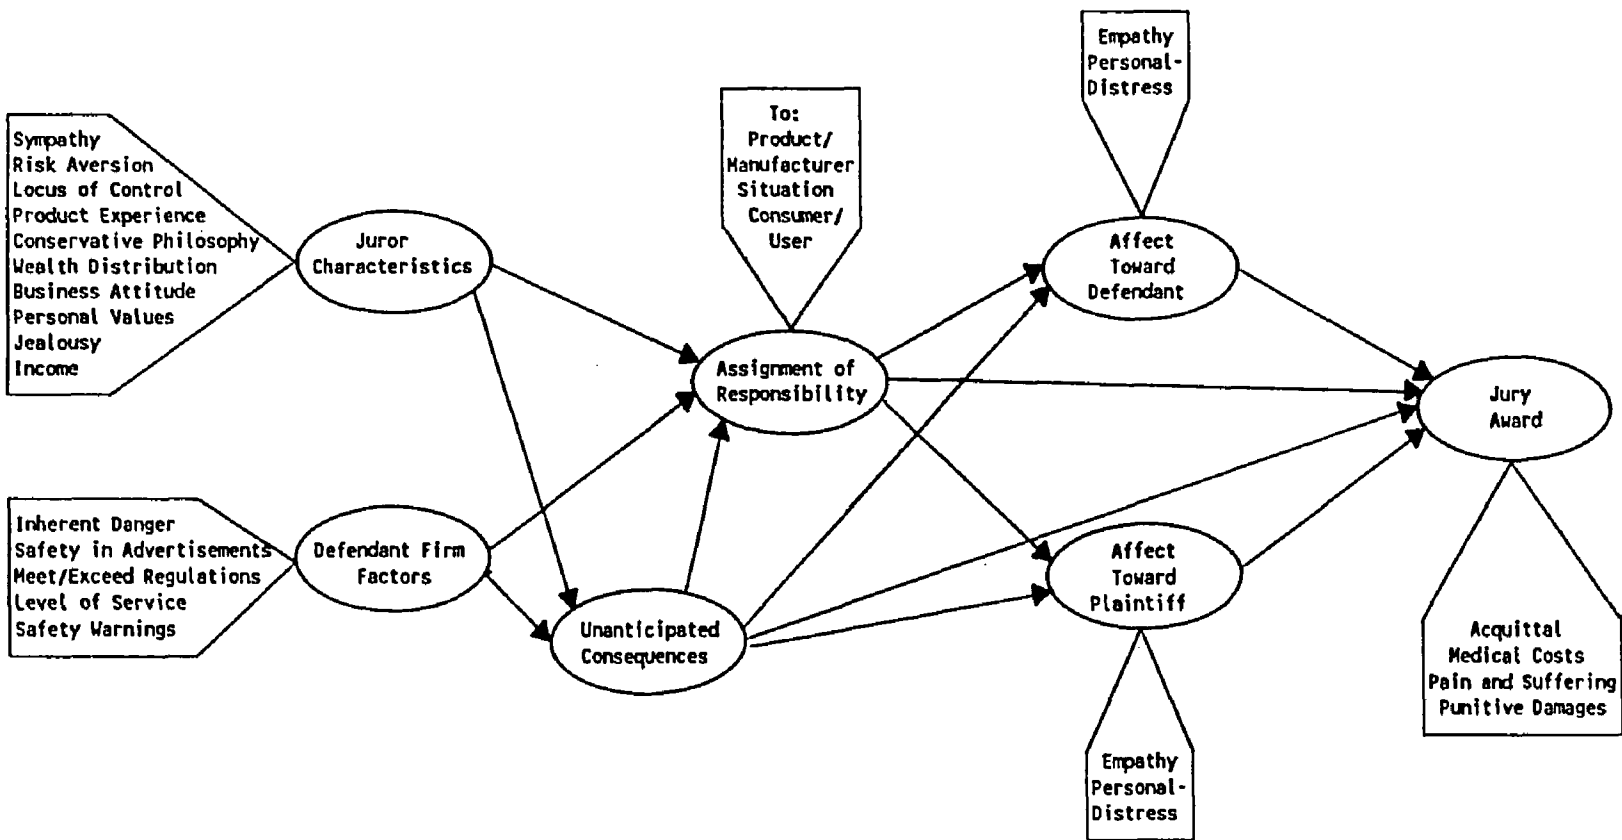 Empathy
Personal-
Distress
To:
Product/
Manufacturer
Situation
Consumer/
User
Sympathy
Risk Aversion
Locus of Control
Product Experience
Conservative Philosophy
Wealth Distribution
Business Attitude
Personal Values
Jealousy
Income
Juror
Characteristics
Affect
Toward
Defendant
Assignment of
Responsibility
Jury
Award
Inherent Danger
Safety in Advertisements
Meet/Exceed Regulations
Level of Service
Safety Warnings
Defendant Firm
Factors
Unanticipated
Consequences
Affect
Toward
Plaintiff
Acquittal
Medical Costs
Pain and Suffering
Punitive Damages
Empathy
Personal-
Distress